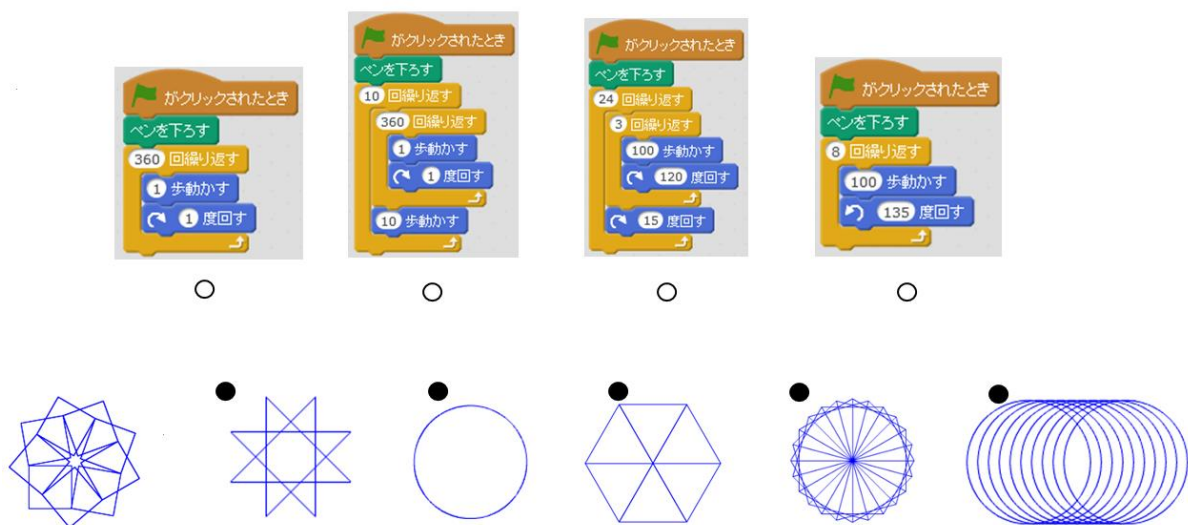 がクリックされたとき
ペンを下ろす
360 回繰り返す
1 歩動かす
1 度回す
がクリックされたとき
ペンを下ろす
10 回繰り返す
360 回繰り返す
1 歩動かす
1 度回す
10 歩動かす
がクリックされたとき
ペンを下ろす
24 回繰り返す
3 回繰り返す
100 歩動かす
120 度回す
15 度回す
がクリックされたとき
ペンを下ろす
8 回繰り返す
100 歩動かす
135 度回す